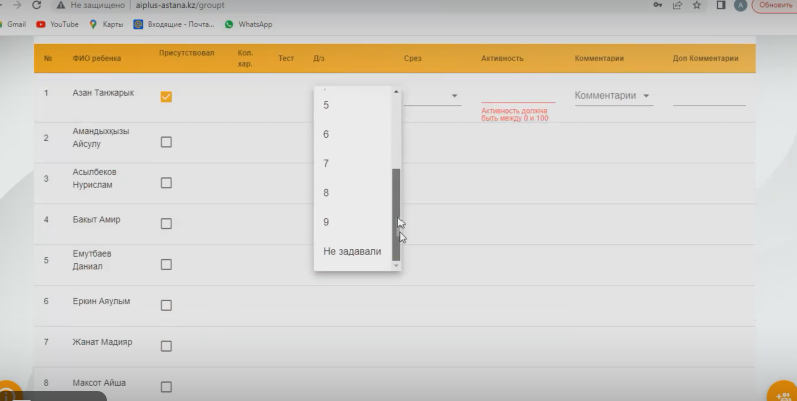 Не защищено | aiplus-astana.kz/groupt
A
Обновить
Gmail YouTube Карты Входящие - Почта... WhatsApp
№ ФИО ребенка Присутствовал Кол. кар. Тест Д/з Срез Активность Комментарии Доп Комментарии
1 Азан Танжарык Комментарии
Активность должна
быть между 0 и 100
2 Амандыхқызы
Айсулу
3 Асылбеков
Нурислам
4 Бакыт Амир
5 Емутбаев
Даниал
6 Еркин Аяулым
7 Жанат Мадияр
8 Максот Айша
5
6
7
8
9
Не задавали